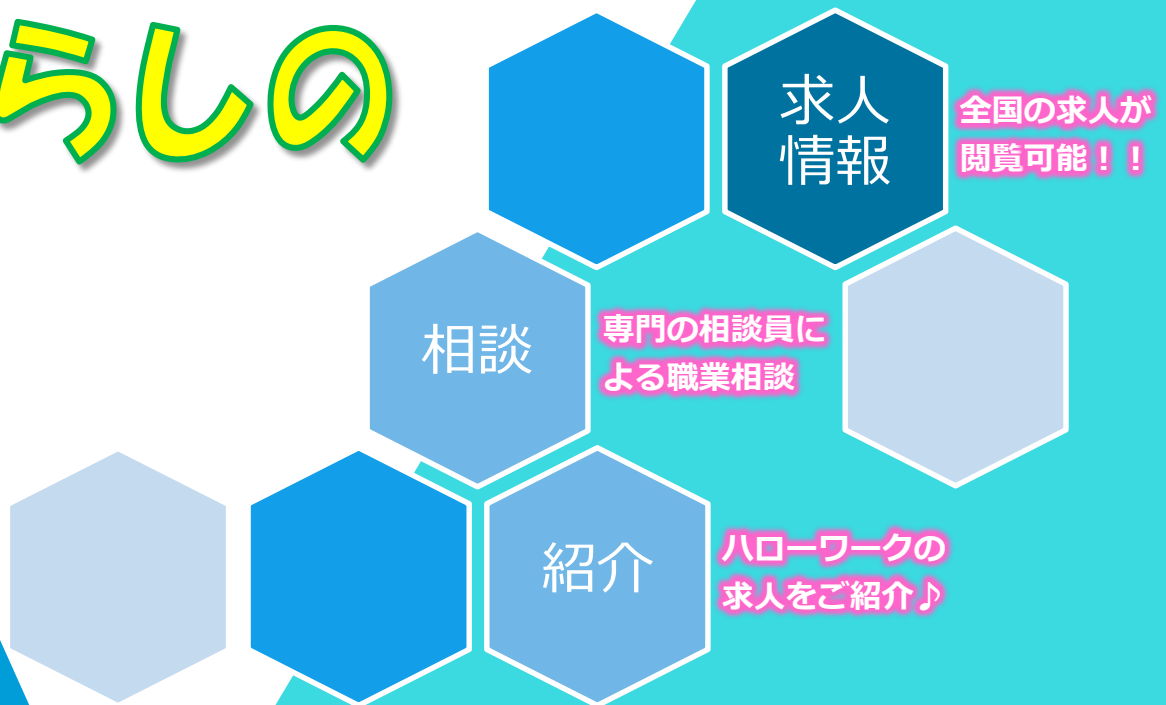 らしの
求人
情報
全国の求人が
閲覧可能！！
相談
専門の相談員に
よる職業相談
紹介
ハローワークの
求人をご紹介♪